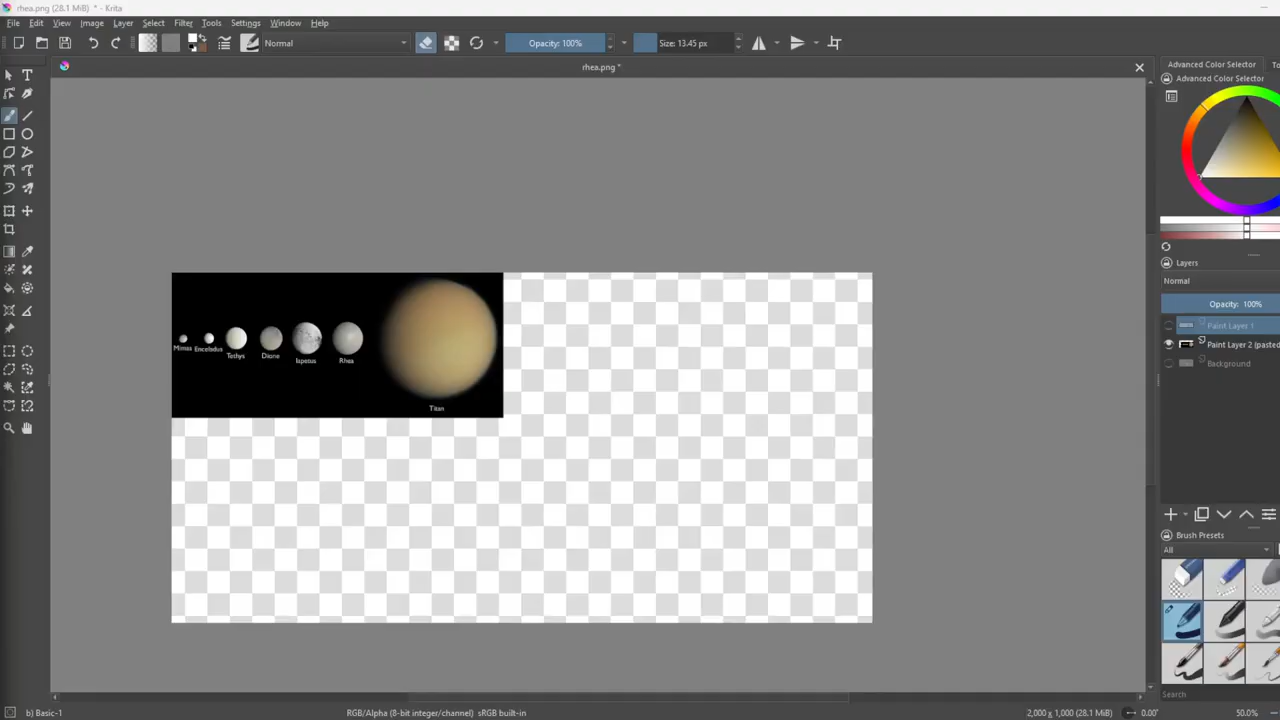 rhea.png (28.1 MiB) * - Krita
File Edit View Image Layer Select Filter Tools Settings Window Help
Normal Opacity: 100% Size: 13.45 px
rhea.png *
Advanced Color Selector
Advanced Color Selector
Mimas Enceladus Tethys Dione Iapetus Rhea
Titan
Layers
Normal
Opacity: 100%
Paint Layer 1
Paint Layer 2 (pasted
Background
Brush Presets
All
Search
b) Basic-1 RGB/Alpha (8-bit integer/channel) sRGB built-in 2,000 x 1,000 (28.1 MiB) 0.00° 50.0%